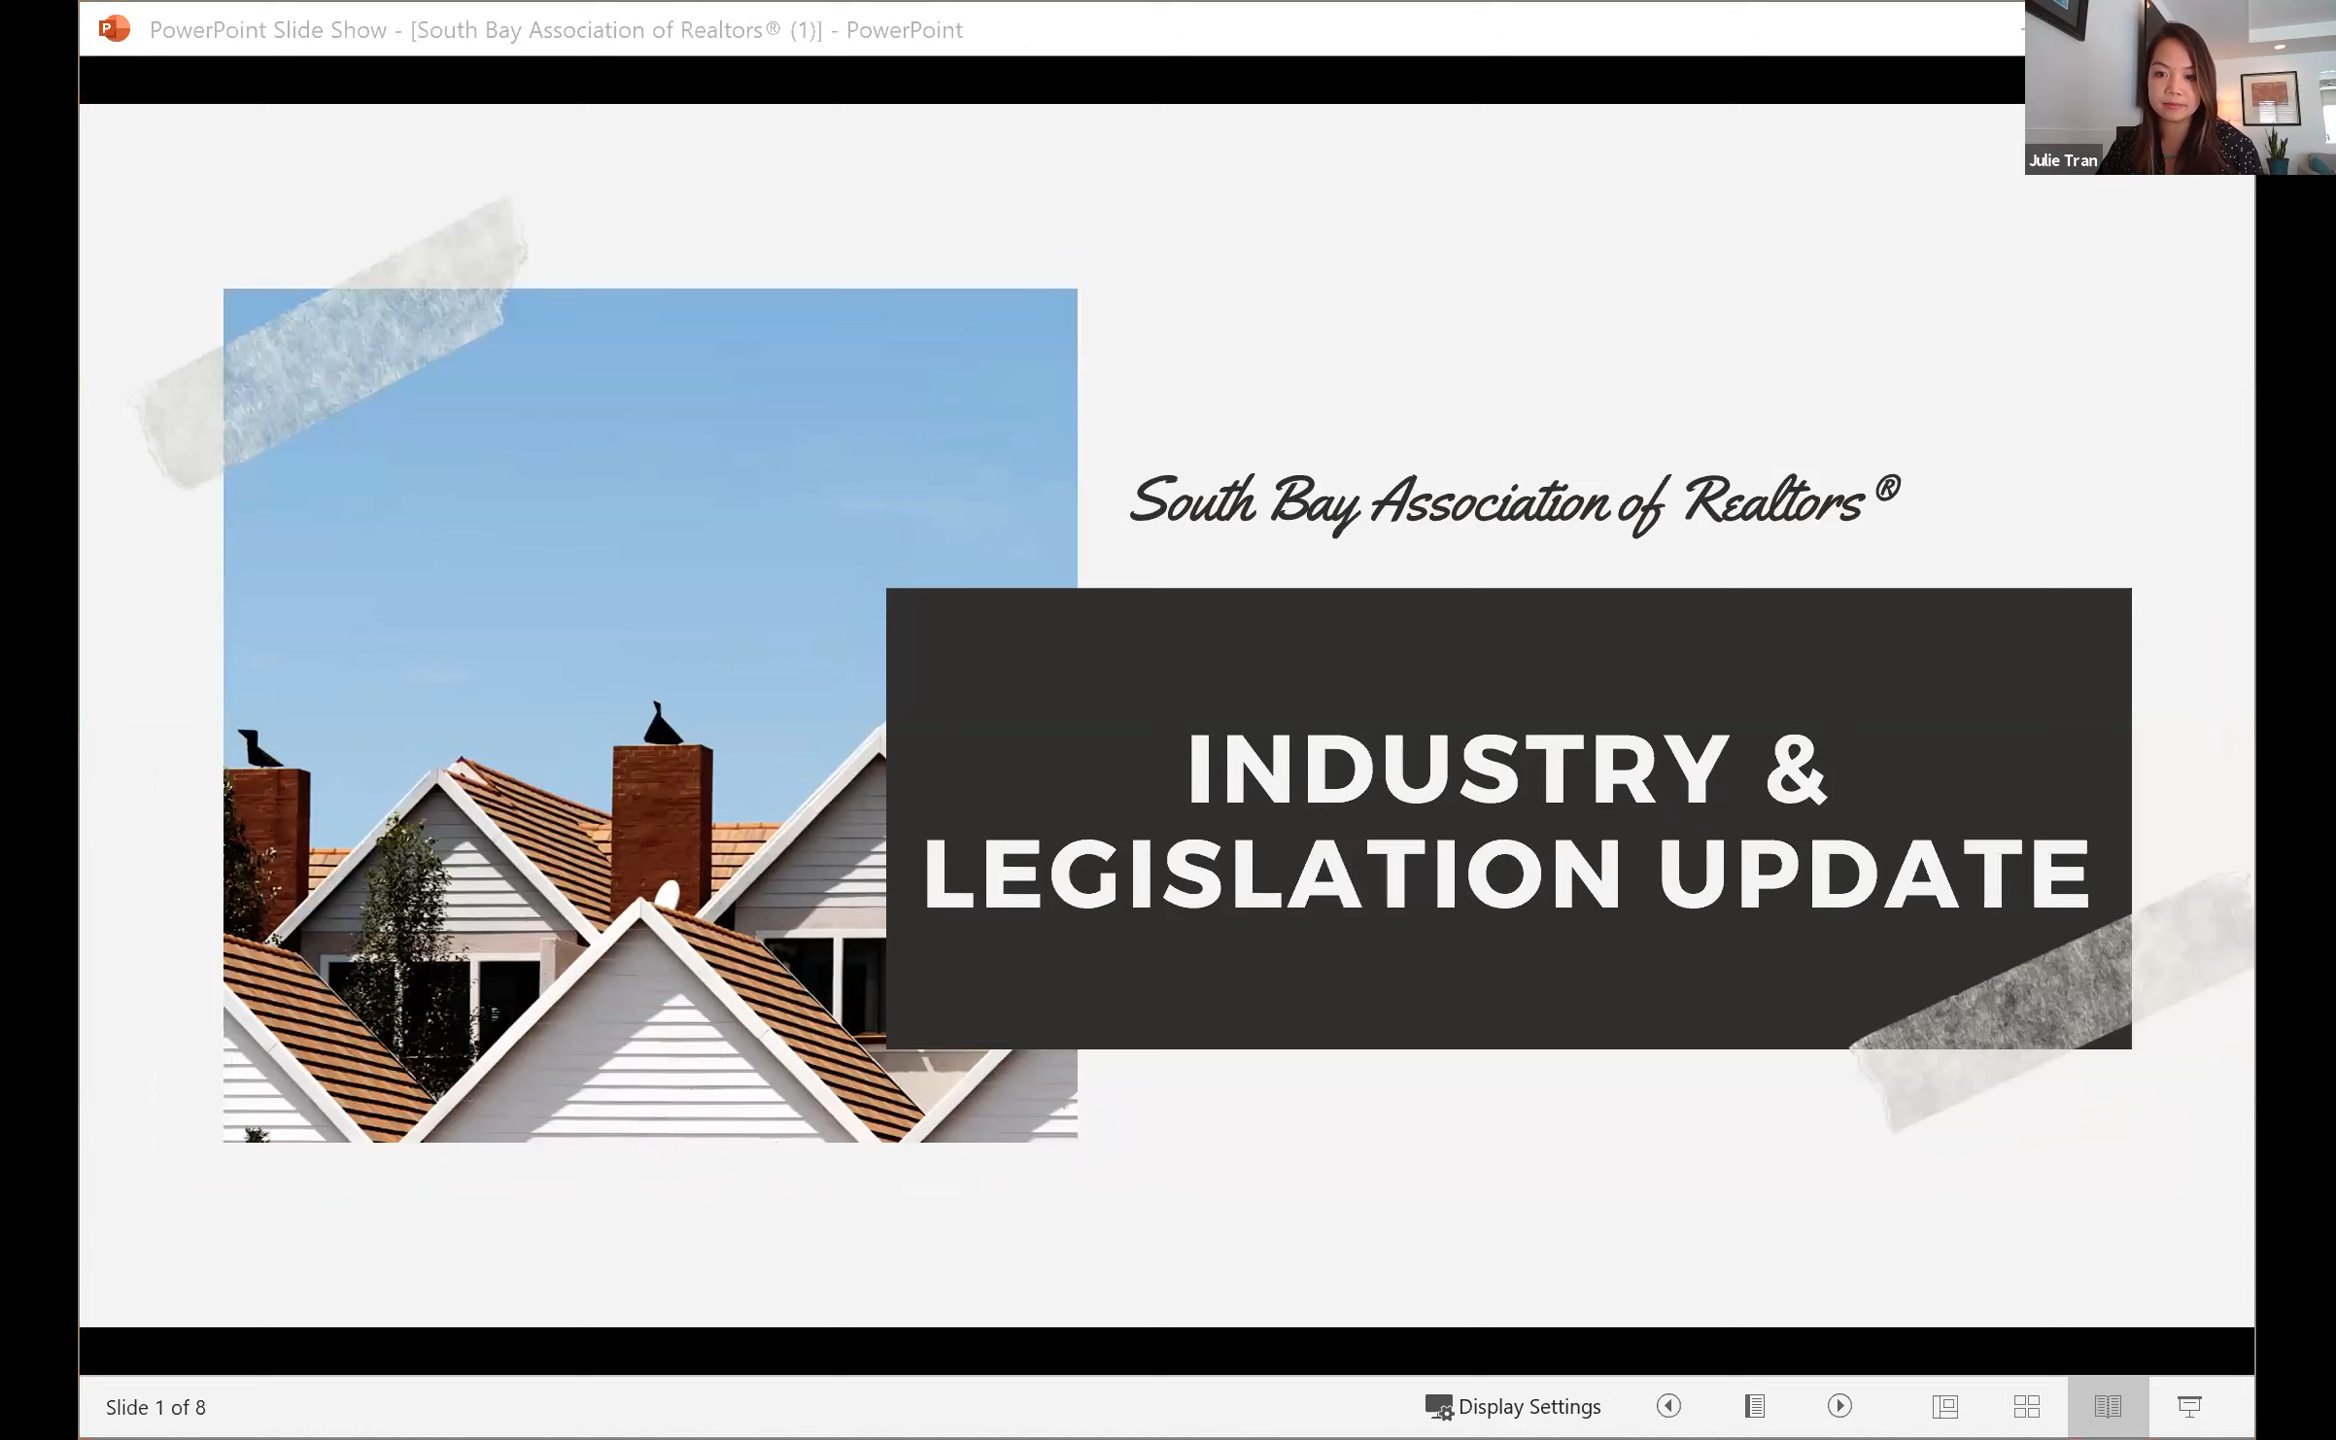 PowerPoint Slide Show - [South Bay Association of Realtors® (1)] - PowerPoint
Julie Tran
South Bay Association of Realtors®
INDUSTRY &
LEGISLATION UPDATE
Slide 1 of 8
Display Settings